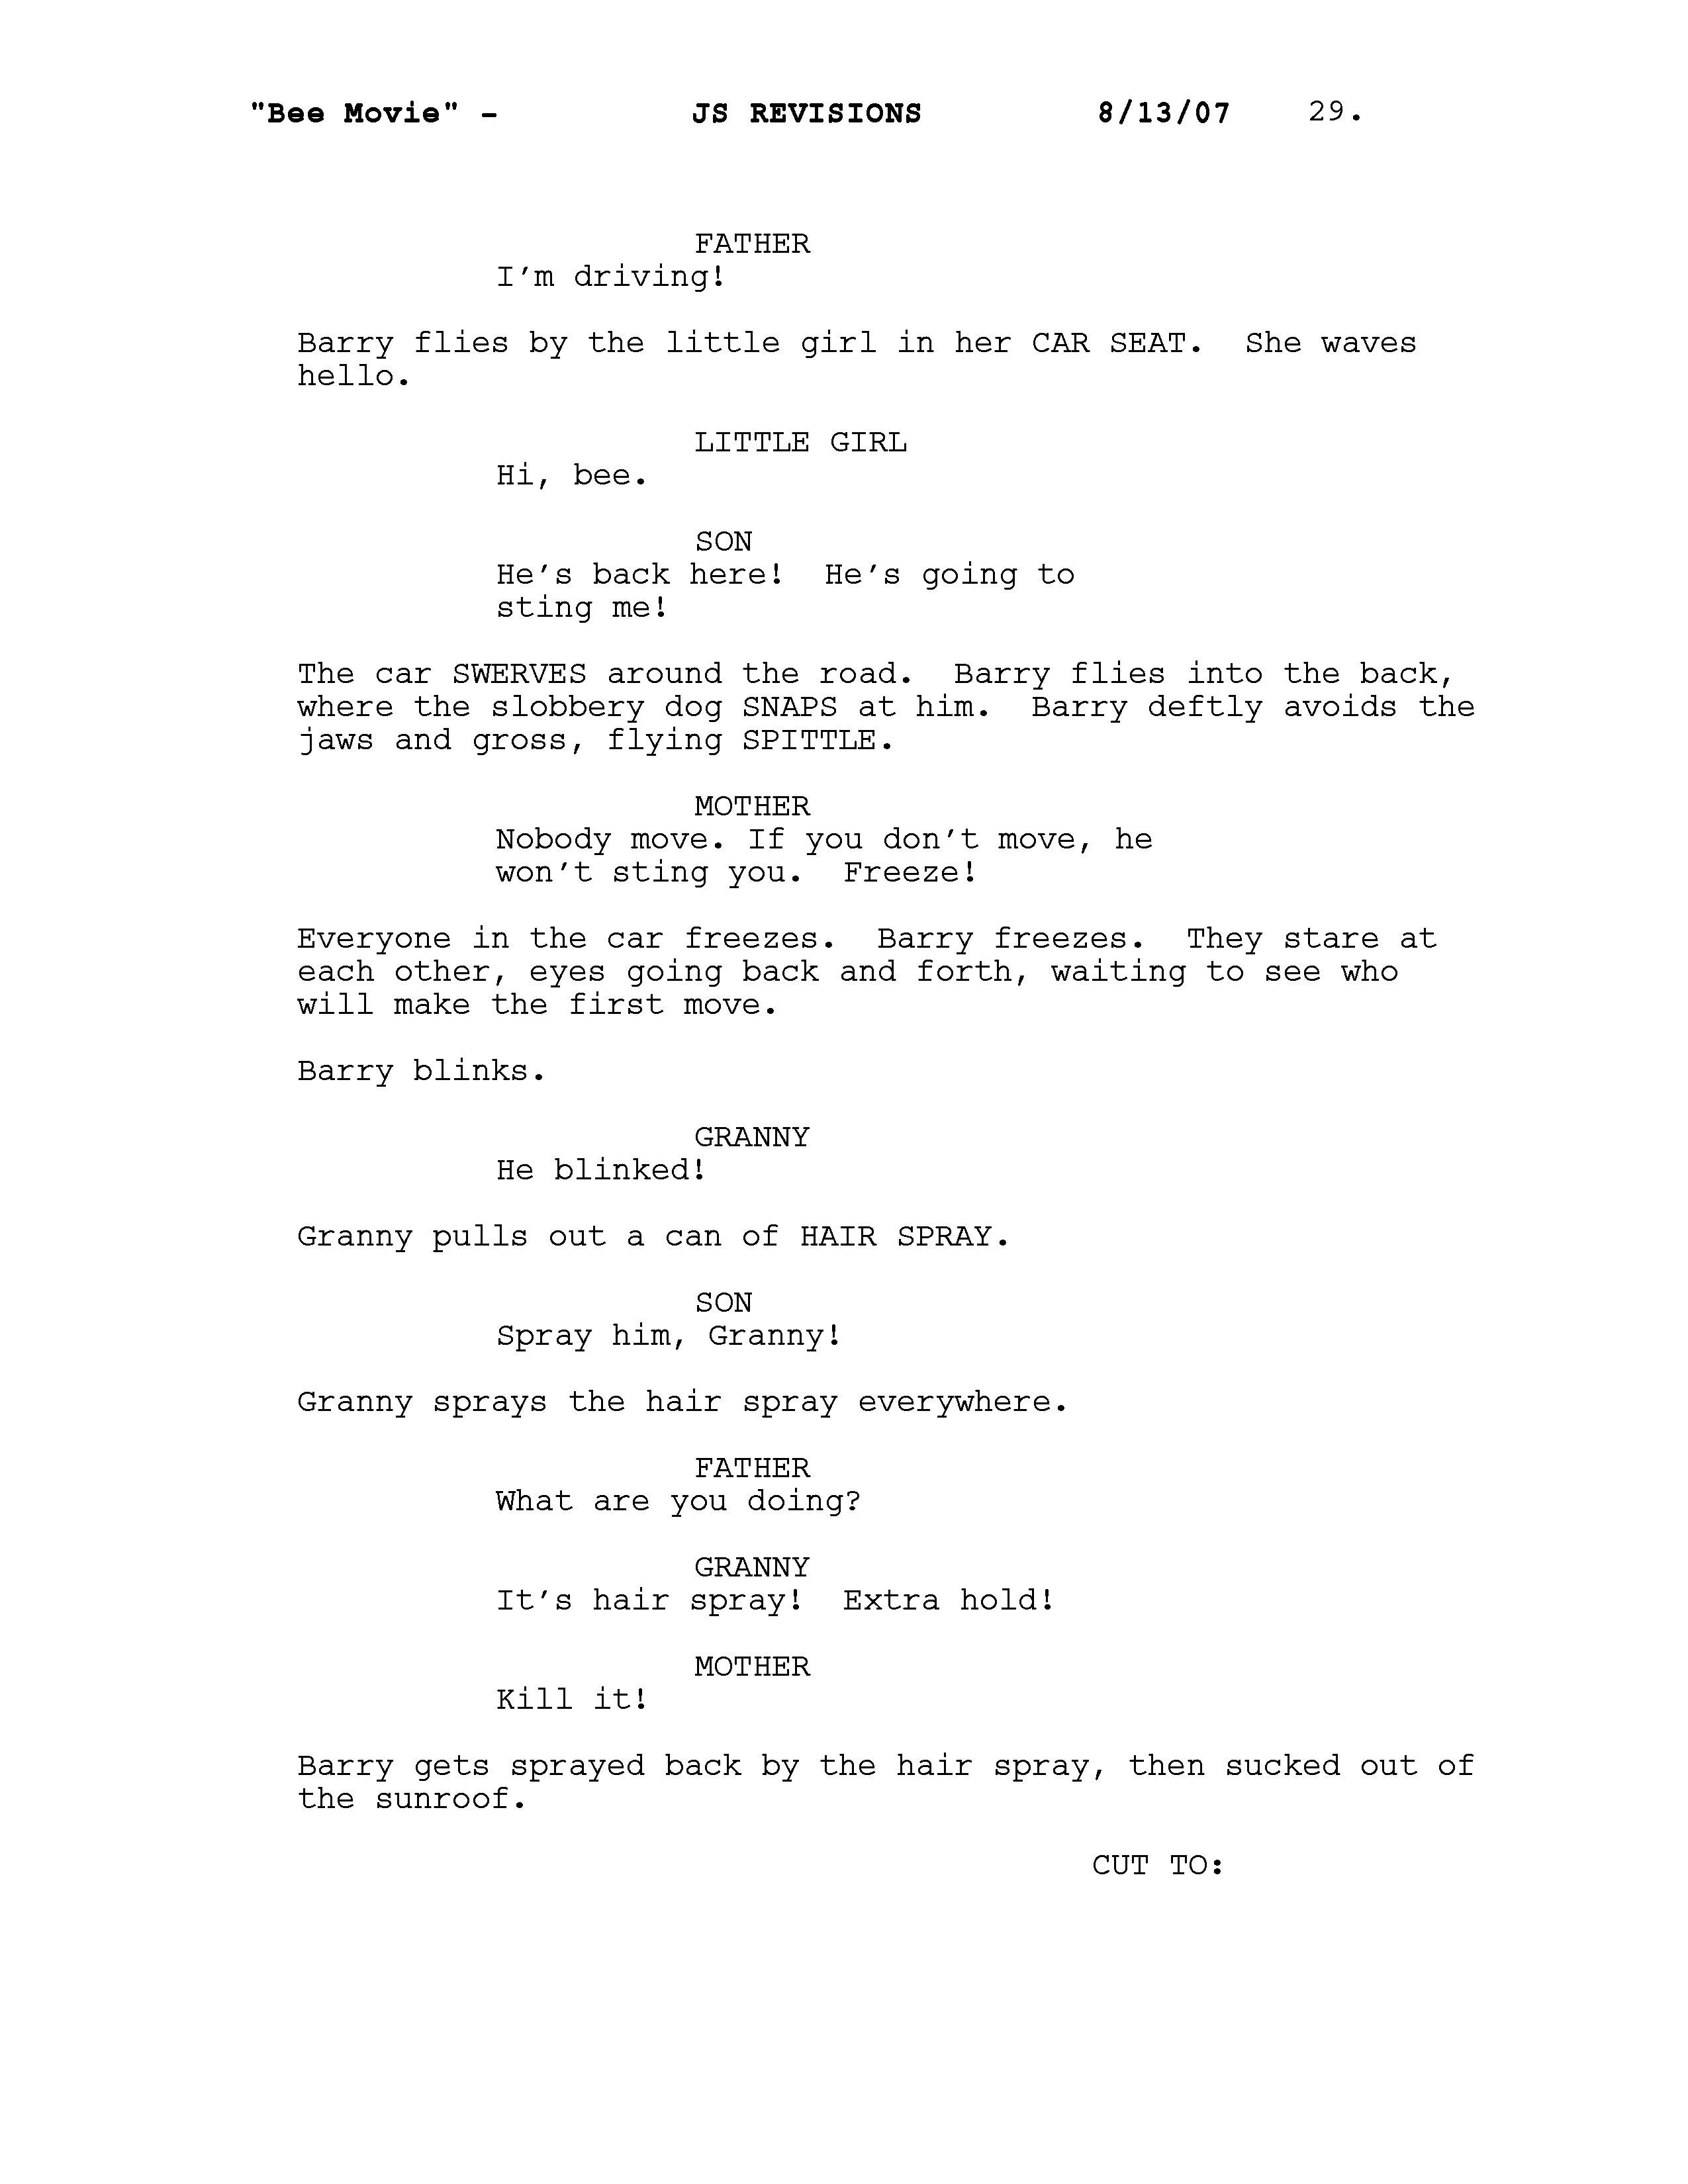 "Bee Movie" - JS REVISIONS 8/13/07 29.
FATHER
I'm driving!
Barry flies by the little girl in her CAR SEAT.  She waves
hello.
LITTLE GIRL
Hi, bee.
SON
He's back here!  He's going to
sting me!
The car SWERVES around the road.  Barry flies into the back,
where the slobbery dog SNAPS at him.  Barry deftly avoids the
jaws and gross, flying SPITTLE.
MOTHER
Nobody move. If you don't move, he
won't sting you.  Freeze!
Everyone in the car freezes.  Barry freezes.  They stare at
each other, eyes going back and forth, waiting to see who
will make the first move.
Barry blinks.
GRANNY
He blinked!
Granny pulls out a can of HAIR SPRAY.
SON
Spray him, Granny!
Granny sprays the hair spray everywhere.
FATHER
What are you doing?
GRANNY
It's hair spray!  Extra hold!
MOTHER
Kill it!
Barry gets sprayed back by the hair spray, then sucked out of
the sunroof.
CUT TO: